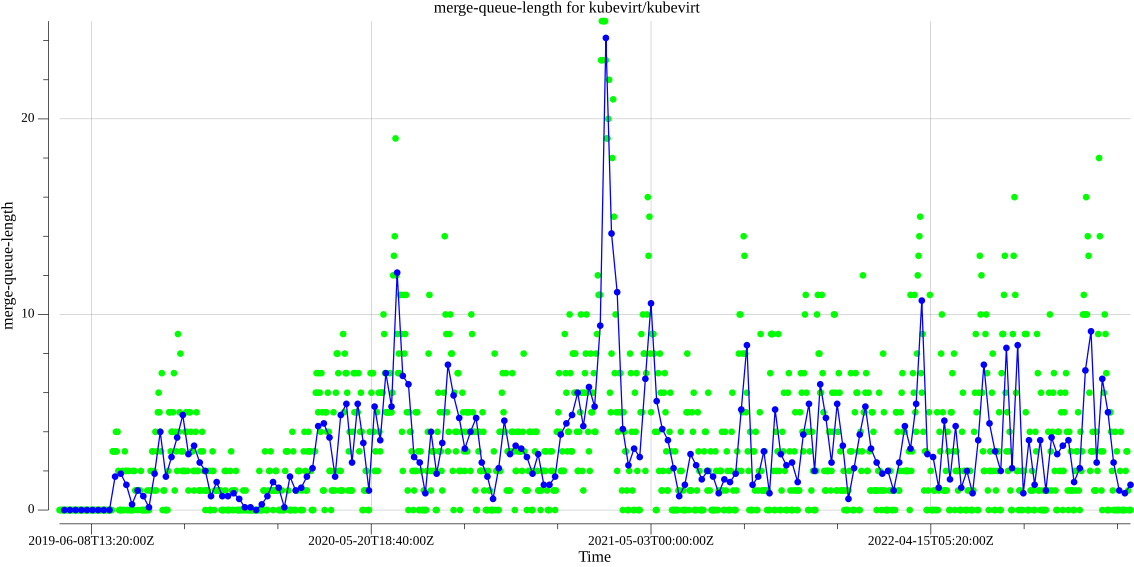 merge-queue-length for kubevirt/kubevirt
merge-queue-length
20
10
0
2019-06-08T13:20:00Z
2020-05-20T18:40:00Z
2021-05-03T00:00:00Z
2022-04-15T05:20:00Z
Time